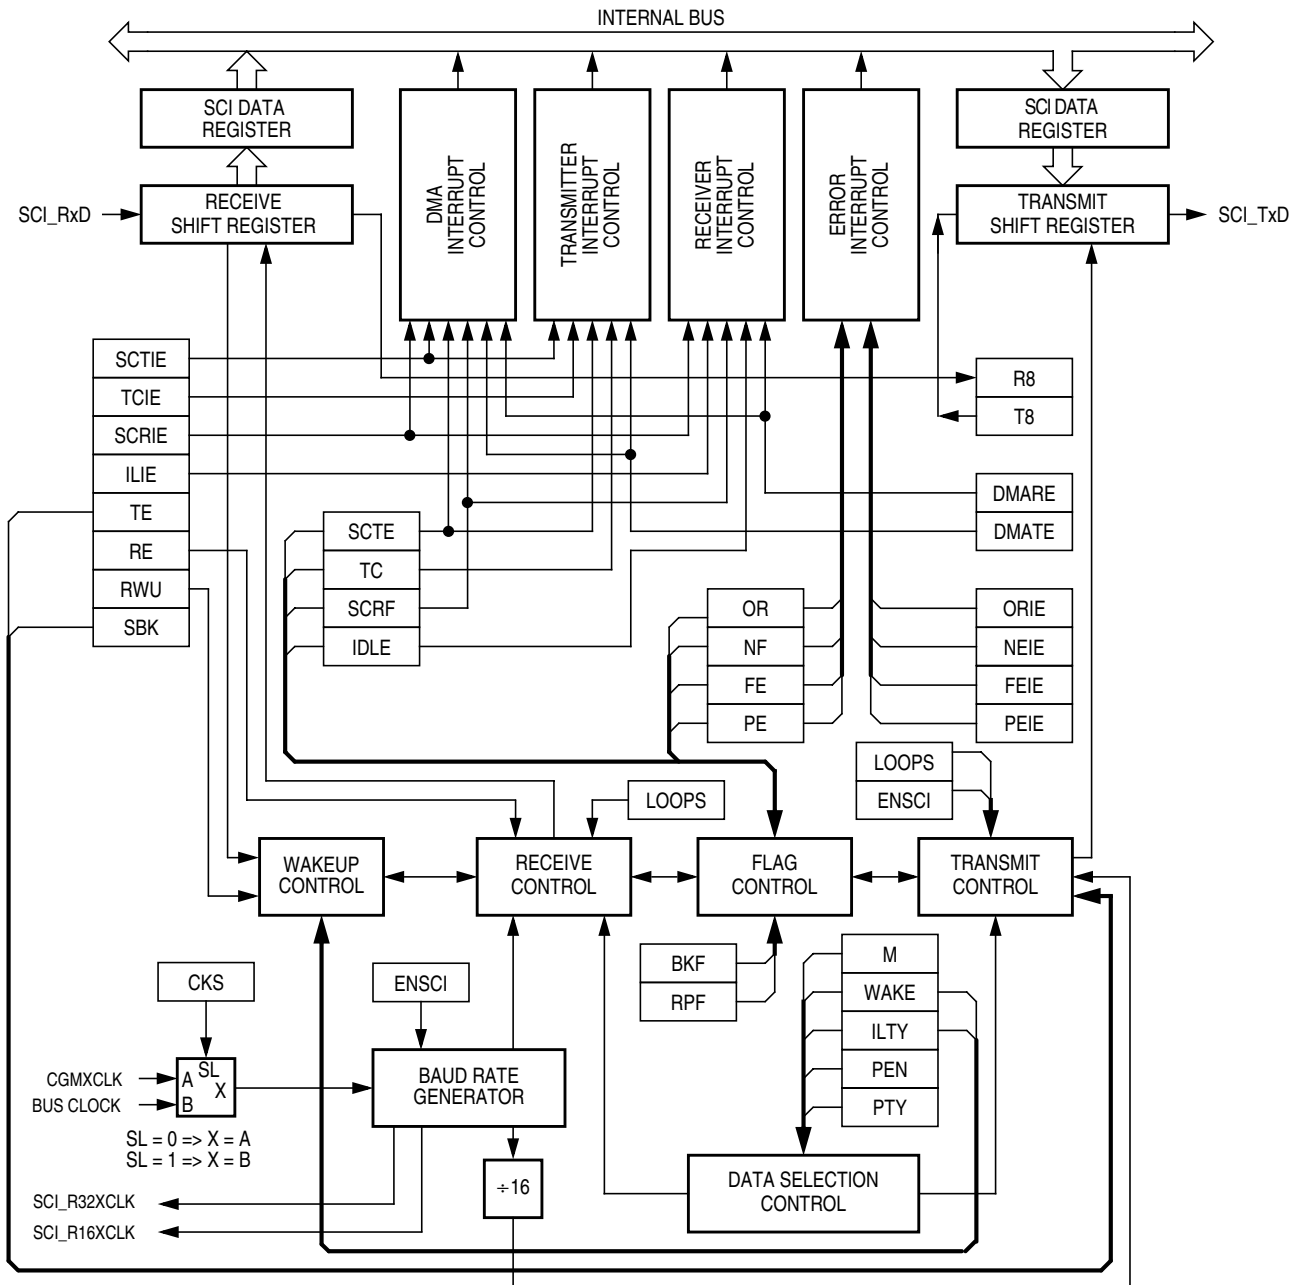 INTERNAL BUS
SCI DATA
REGISTER
DMA
INTERRUPT
CONTROL
TRANSMITTER
INTERRUPT
CONTROL
RECEIVER
INTERRUPT
CONTROL
ERROR
INTERRUPT
CONTROL
SCI DATA
REGISTER
SCI_RxD
RECEIVE
SHIFT REGISTER
TRANSMIT
SHIFT REGISTER
SCI_TxD
SCTIE
TCIE
SCRIE
ILIE
TE
RE
RWU
SBK
R8
T8
DMARE
DMATE
SCTE
TC
SCRF
IDLE
OR
NF
FE
PE
ORIE
NEIE
FEIE
PEIE
LOOPS
LOOPS
ENSCI
WAKEUP
CONTROL
RECEIVE
CONTROL
FLAG
CONTROL
TRANSMIT
CONTROL
BKF
RPF
M
WAKE
ILTY
PEN
PTY
CKS
ENSCI
CGMXCLK
BUS CLOCK
A
SL
X
B
SL = 0 => X = A
SL = 1 => X = B
BAUD RATE
GENERATOR
÷16
DATA SELECTION
CONTROL
SCI_R32XCLK
SCI_R16XCLK